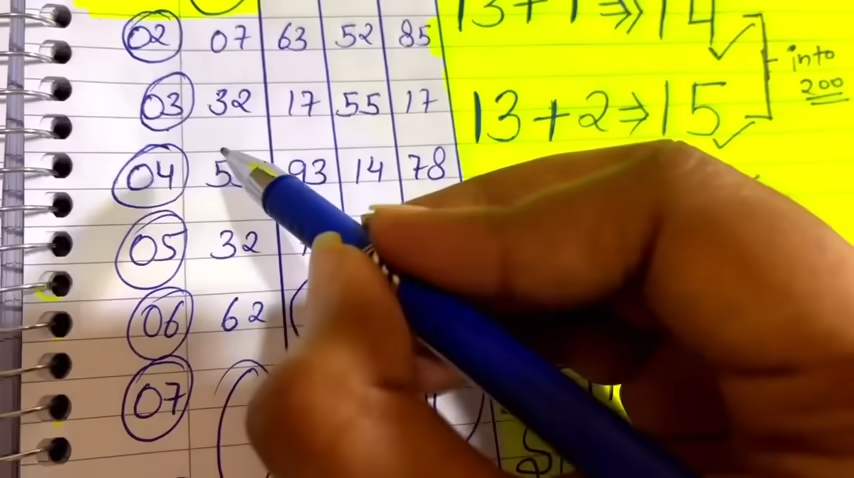 13+1⇒14
02 07 63 52 85
into
200
03 32 17 55 17
13+2⇒15
04 93 14 78
05 32
06 62
07